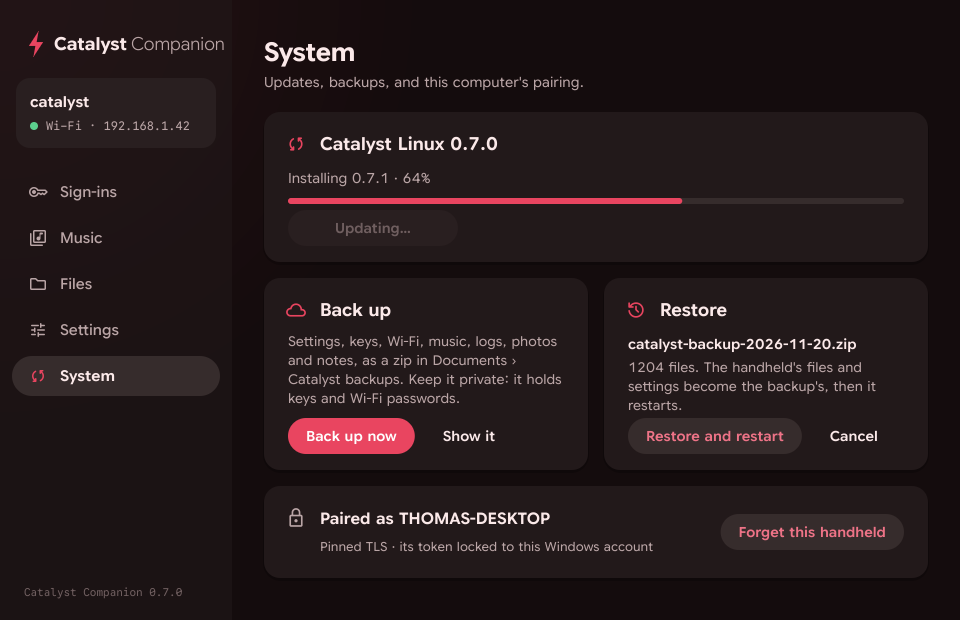 Catalyst Companion
catalyst
Wi-Fi · 192.168.1.42
Sign-ins
Music
Files
Settings
System
Catalyst Companion 0.7.0
System
Updates, backups, and this computer's pairing.
Catalyst Linux 0.7.0
Installing 0.7.1 · 64%
Updating...
Back up
Settings, keys, Wi-Fi, music, logs, photos
and notes, as a zip in Documents ›
Catalyst backups. Keep it private: it holds
keys and Wi-Fi passwords.
Back up now
Show it
Restore
catalyst-backup-2026-11-20.zip
1204 files. The handheld's files and
settings become the backup's, then it
restarts.
Restore and restart
Cancel
Paired as THOMAS-DESKTOP
Pinned TLS · its token locked to this Windows account
Forget this handheld